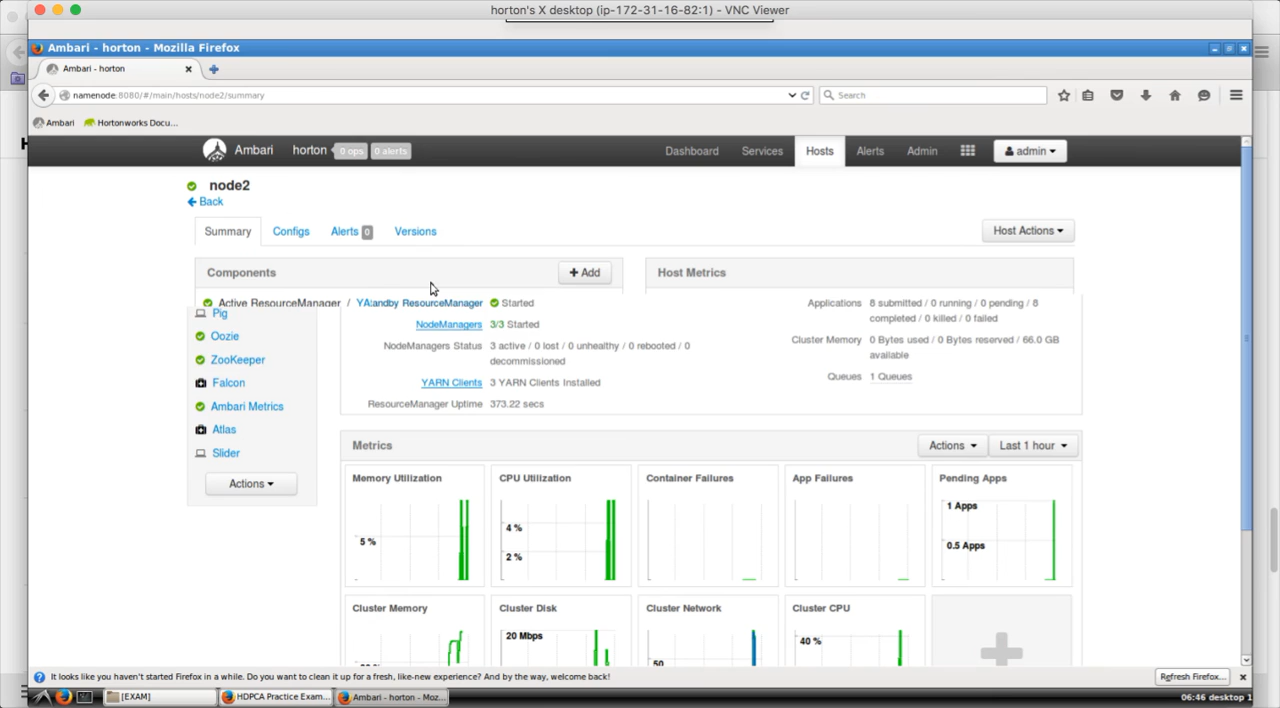 horton's X desktop (ip-172-31-16-82:1) - VNC Viewer
Ambari - horton - Mozilla Firefox
Ambari - horton
namenode:8080/#/main/hosts/node2/summary
Search
Ambari
Hortonworks Docu...
Ambari horton 0 ops 0 alerts Dashboard Services Hosts Alerts Admin admin
node2
Back
Summary Configs Alerts 0 Versions Host Actions
Components Add Host Metrics
Active ResourceManager / andby ResourceManager Started
Applications 8 submitted / 0 running / 0 pending / 8
completed / 0 killed / 0 failed
Pig
NodeManagers 3/3 Started
Oozie
NodeManagers Status 3 active / 0 lost / 0 unhealthy / 0 rebooted / 0
decommissioned
Cluster Memory 0 Bytes used / 0 Bytes reserved / 66.0 GB
available
ZooKeeper
Falcon
YARN Clients 3 YARN Clients Installed
Queues 1 Queues
Ambari Metrics
ResourceManager Uptime 373.22 secs
Atlas
Slider
Actions
Metrics Actions Last 1 hour
Memory Utilization
5 %
CPU Utilization
4 %
2 %
Container Failures
App Failures
Pending Apps
1 Apps
0.5 Apps
Cluster Memory
Cluster Disk
20 Mbps
Cluster Network
50
Cluster CPU
40 %
It looks like you haven't started Firefox in a while. Do you want to clean it up for a fresh, like-new experience? And by the way, welcome back!
Refresh Firefox...
[EXAM] HDPCA Practice Exam... Ambari - horton - Moz... 06:46 desktop 1